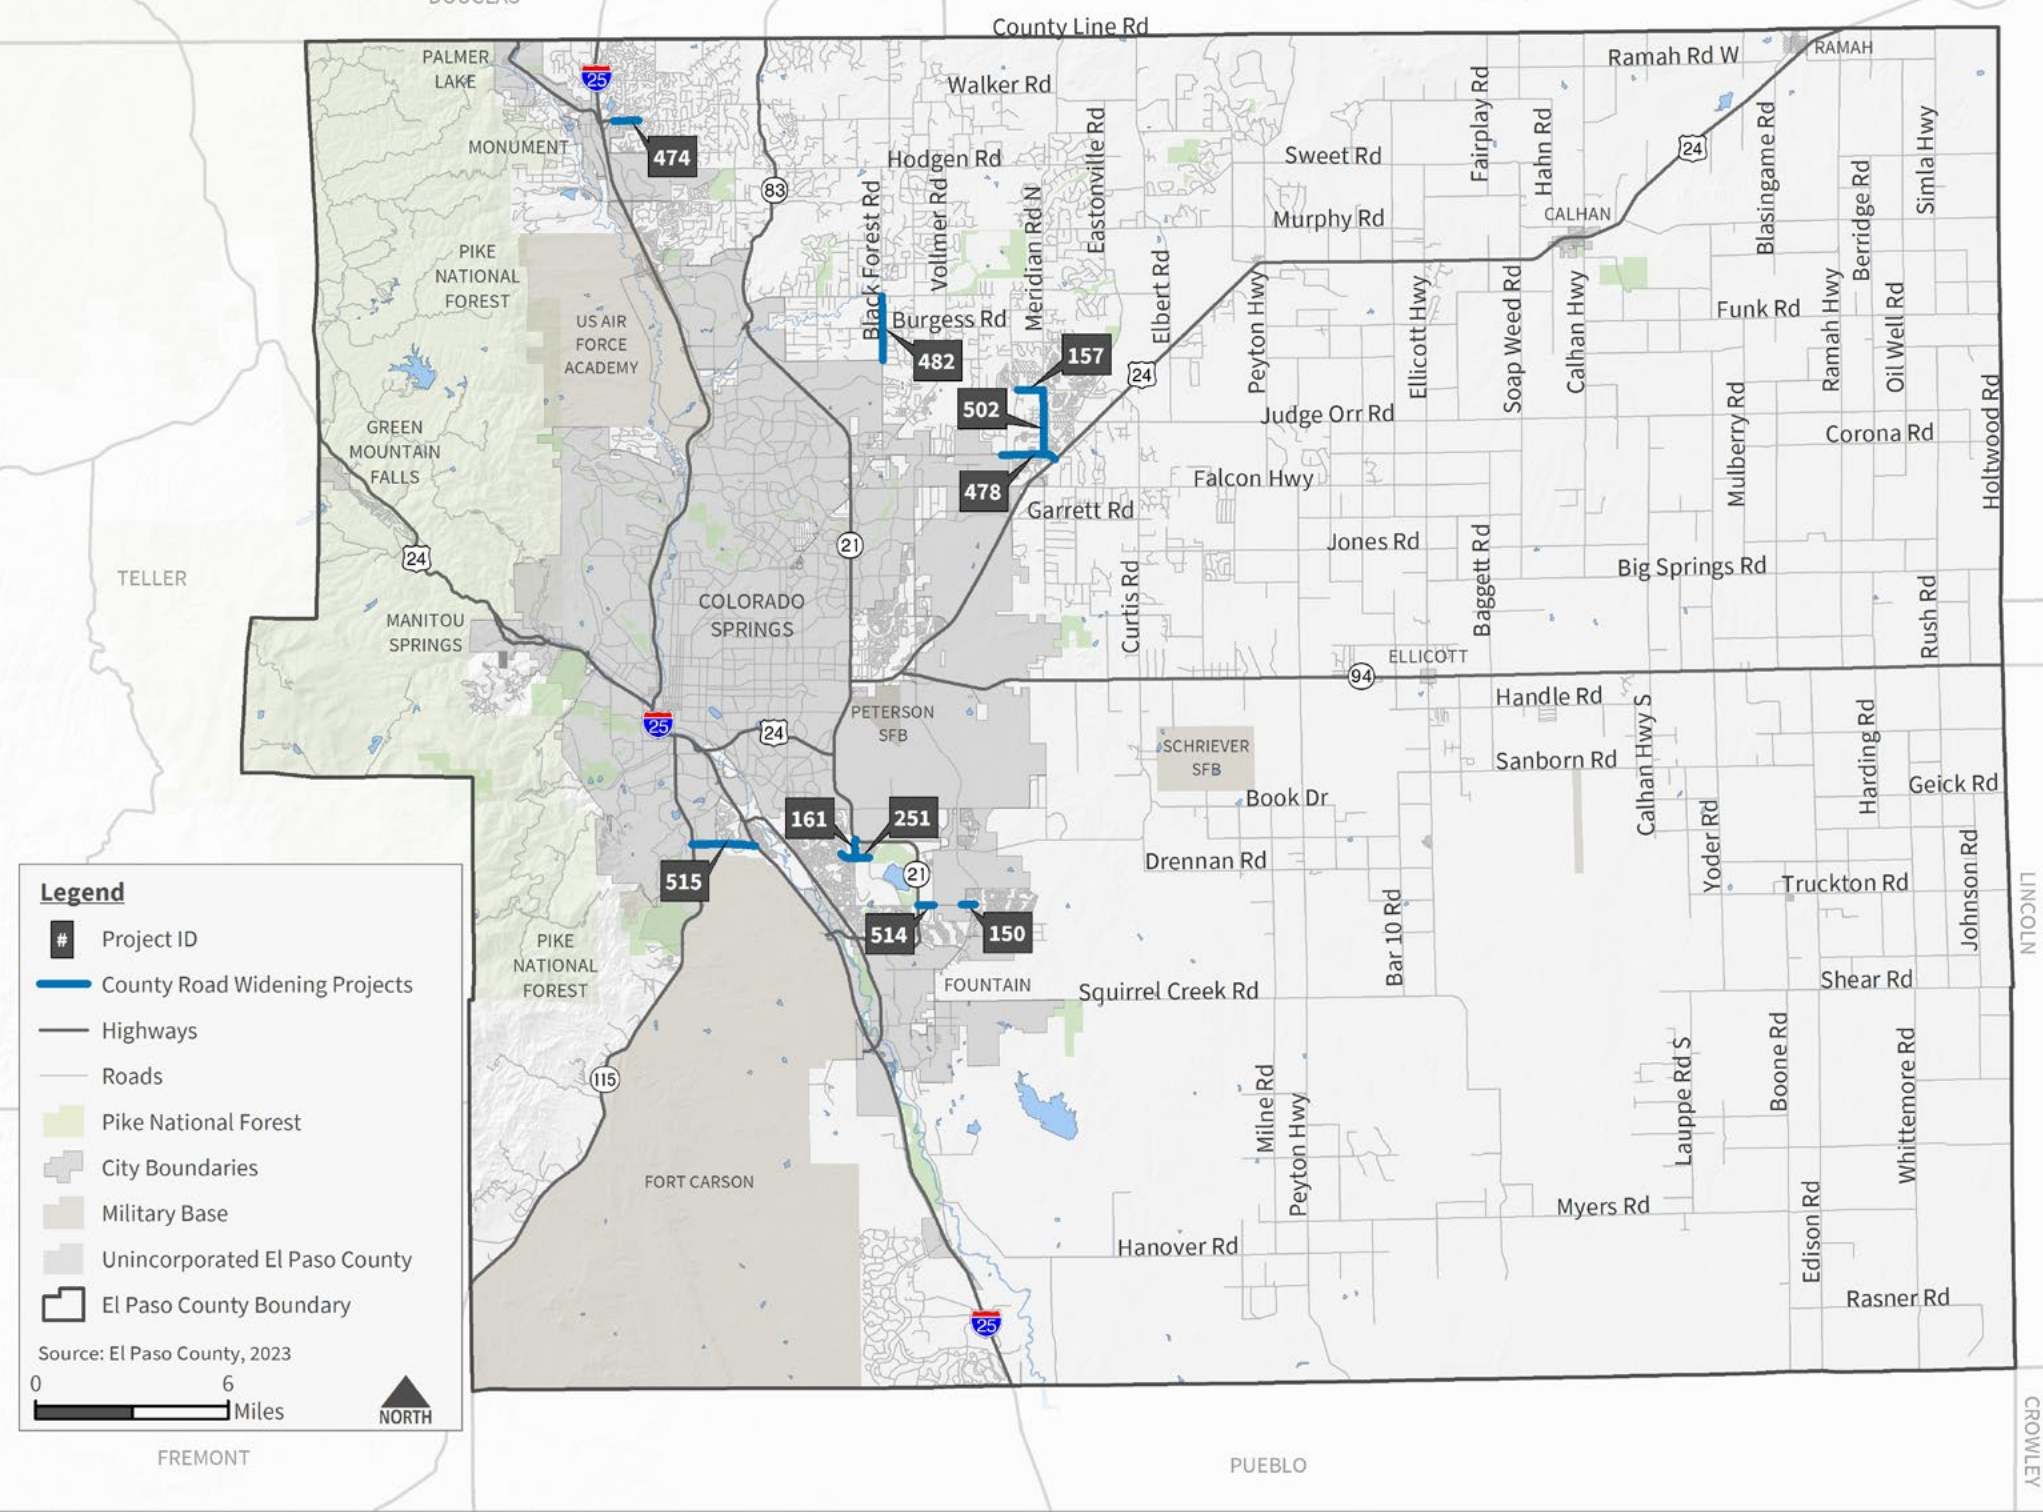 DOUGLAS
County Line Rd
PALMER
LAKE
25
Walker Rd
Ramah Rd W
RAMAH
MONUMENT
474
83
Hodgen Rd
Eastonville Rd
Sweet Rd
Fairplay Rd
Hahn Rd
24
Blasingame Rd
Berridge Rd
Simla Hwy
Black Forest Rd
Vollmer Rd
Meridian Rd N
Murphy Rd
CALHAN
PIKE
NATIONAL
FOREST
US AIR
FORCE
ACADEMY
Burgess Rd
482
157
502
478
Elbert Rd
24
Peyton Hwy
Ellicott Hwy
Soap Weed Rd
Calhan Hwy
Funk Rd
Ramah Hwy
Oil Well Rd
Judge Orr Rd
Mulberry Rd
Corona Rd
Holtwood Rd
GREEN
MOUNTAIN
FALLS
Falcon Hwy
Garrett Rd
21
24
Jones Rd
Baggett Rd
Big Springs Rd
TELLER
COLORADO
SPRINGS
Curtis Rd
Rush Rd
MANITOU
SPRINGS
ELLICOTT
94
25
24
PETERSON
SFB
Handle Rd
Calhan Hwy S
Harding Rd
SCHRIEVER
SFB
Sanborn Rd
Book Dr
Geick Rd
161
251
515
21
Drennan Rd
Yoder Rd
Truckton Rd
Johnson Rd
LINCOLN
514
150
Bar 10 Rd
PIKE
NATIONAL
FOREST
FOUNTAIN
Squirrel Creek Rd
Shear Rd
115
Milne Rd
Peyton Hwy
Lauppe Rd S
Boone Rd
Whittemore Rd
FORT CARSON
Myers Rd
Edison Rd
Hanover Rd
Rasner Rd
25
Legend
# Project ID
County Road Widening Projects
Highways
Roads
Pike National Forest
City Boundaries
Military Base
Unincorporated El Paso County
El Paso County Boundary
Source: El Paso County, 2023
0 6
Miles
NORTH
FREMONT
PUEBLO
CROWLEY